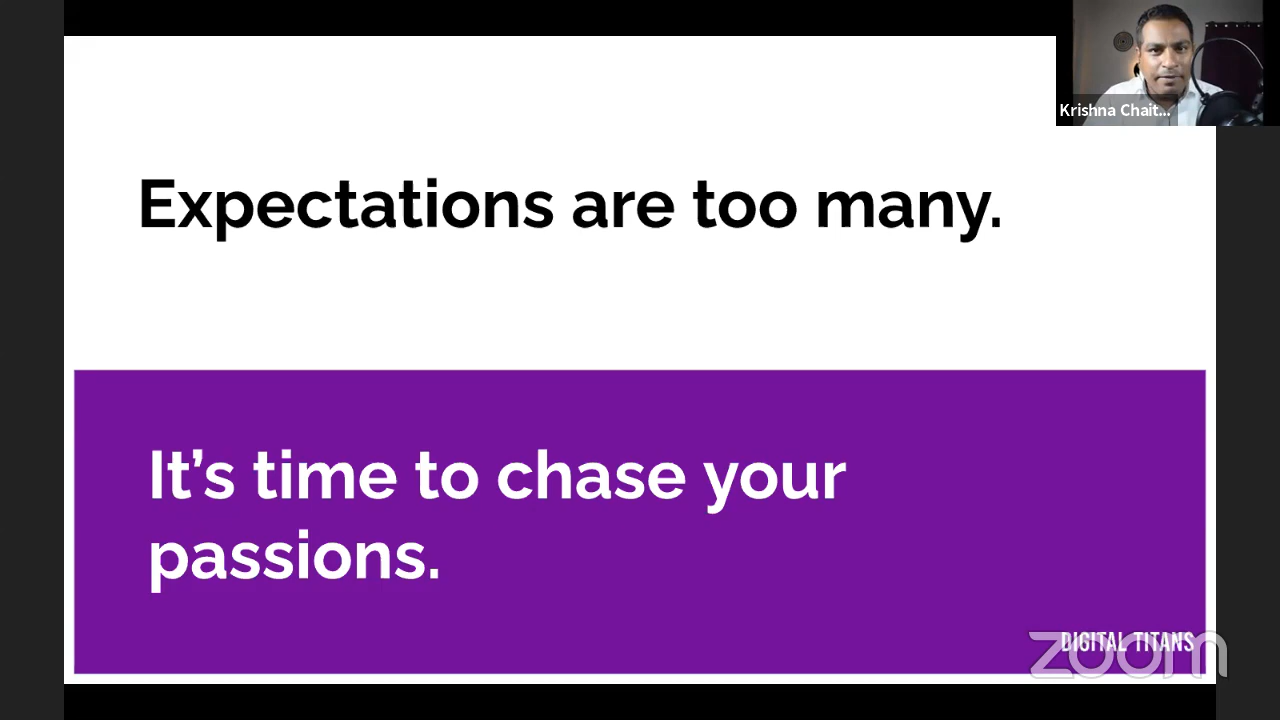 Krishna Chait...
Expectations are too many.
It's time to chase your
passions.
DIGITAL TITANS
zoom